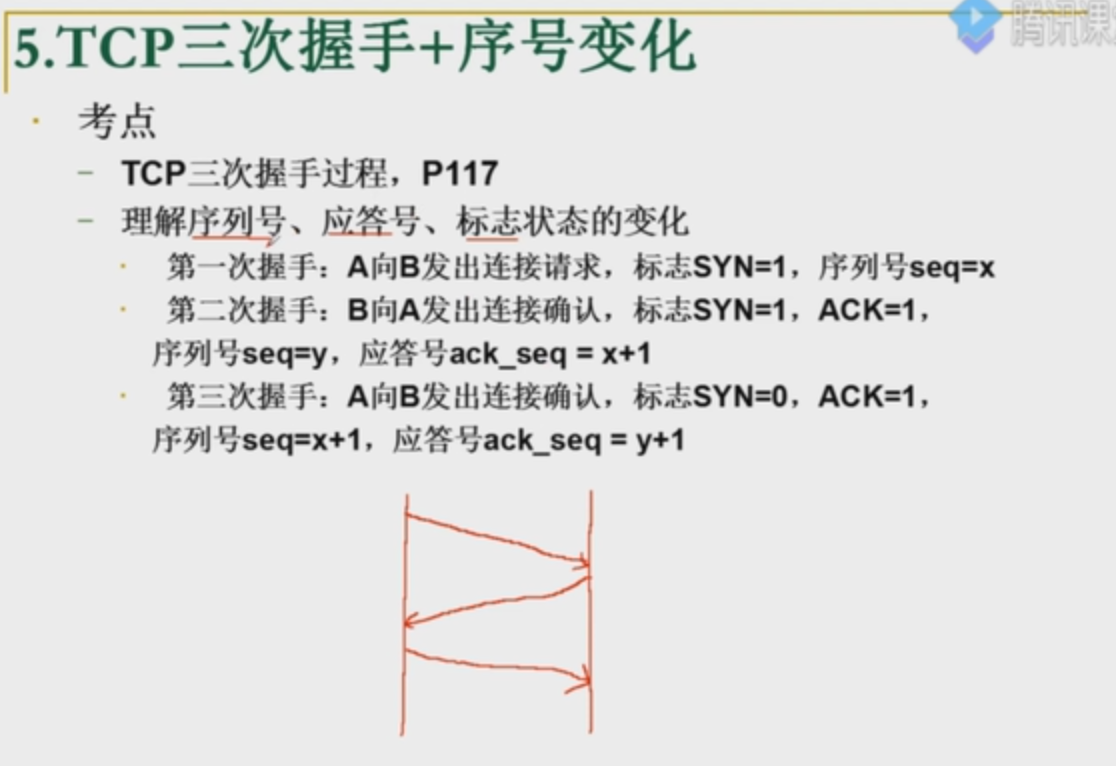 5.TCP三次握手+序号变化
腾讯课
· 考点
– TCP三次握手过程，P117
– 理解序列号、应答号、标志状态的变化
· 第一次握手：A向B发出连接请求，标志SYN=1，序列号seq=x
· 第二次握手：B向A发出连接确认，标志SYN=1，ACK=1，
序列号seq=y，应答号ack_seq = x+1
· 第三次握手：A向B发出连接确认，标志SYN=0，ACK=1，
序列号seq=x+1，应答号ack_seq = y+1